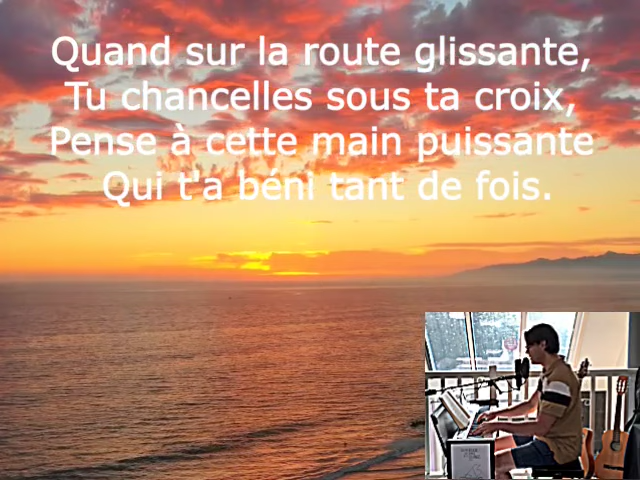 Quand sur la route glissante,
Tu chancelles sous ta croix,
Pense à cette main puissante
Qui t'a béni tant de fois.